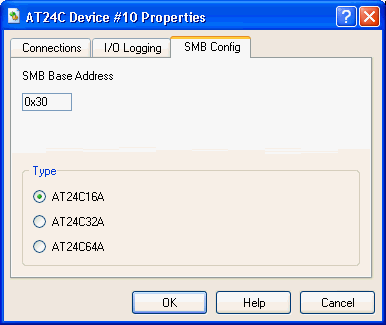 AT24C Device #10 Properties
Connections
I/O Logging
SMB Config
SMB Base Address
0x30
Type
AT24C16A
AT24C32A
AT24C64A
OK
Help
Cancel